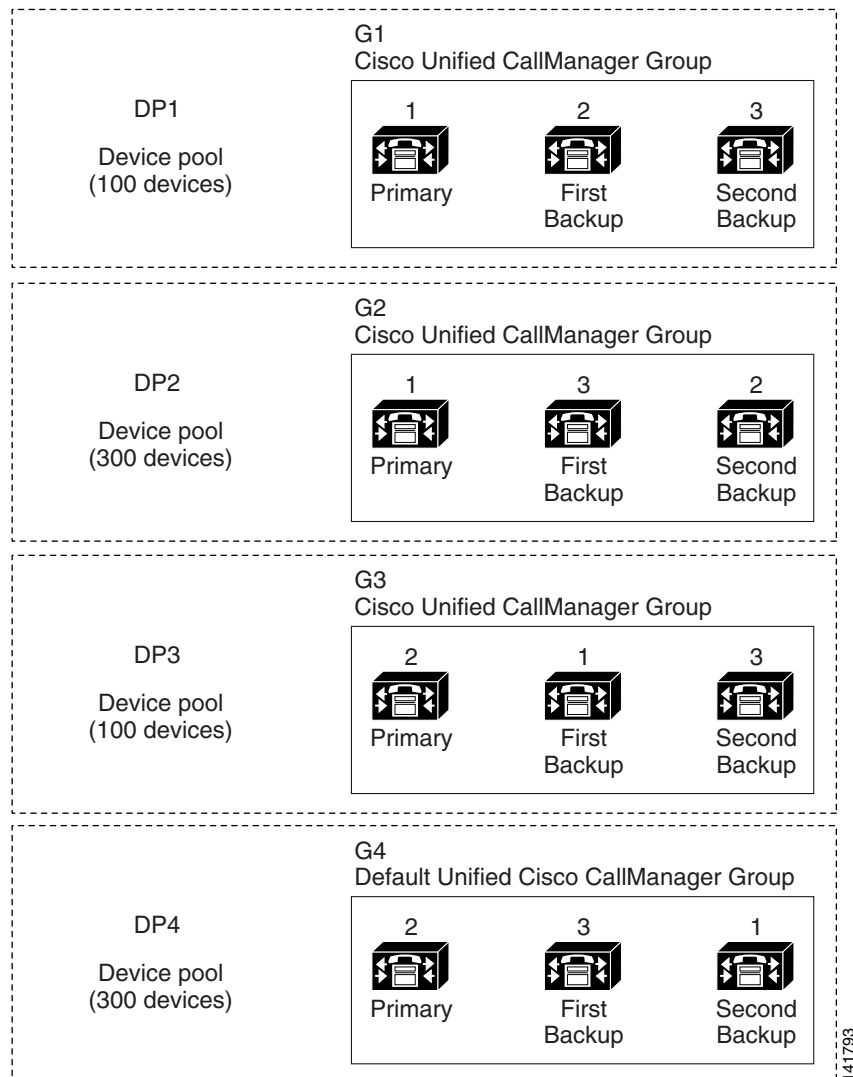 G1
Cisco Unified CallManager Group
DP1
Device pool
(100 devices)
1 2 3
Primary First Second
Backup Backup
G2
Cisco Unified CallManager Group
DP2
Device pool
(300 devices)
1 3 2
Primary First Second
Backup Backup
G3
Cisco Unified CallManager Group
DP3
Device pool
(100 devices)
2 1 3
Primary First Second
Backup Backup
G4
Default Unified Cisco CallManager Group
DP4
Device pool
(300 devices)
2 3 1
Primary First Second
Backup Backup
141793